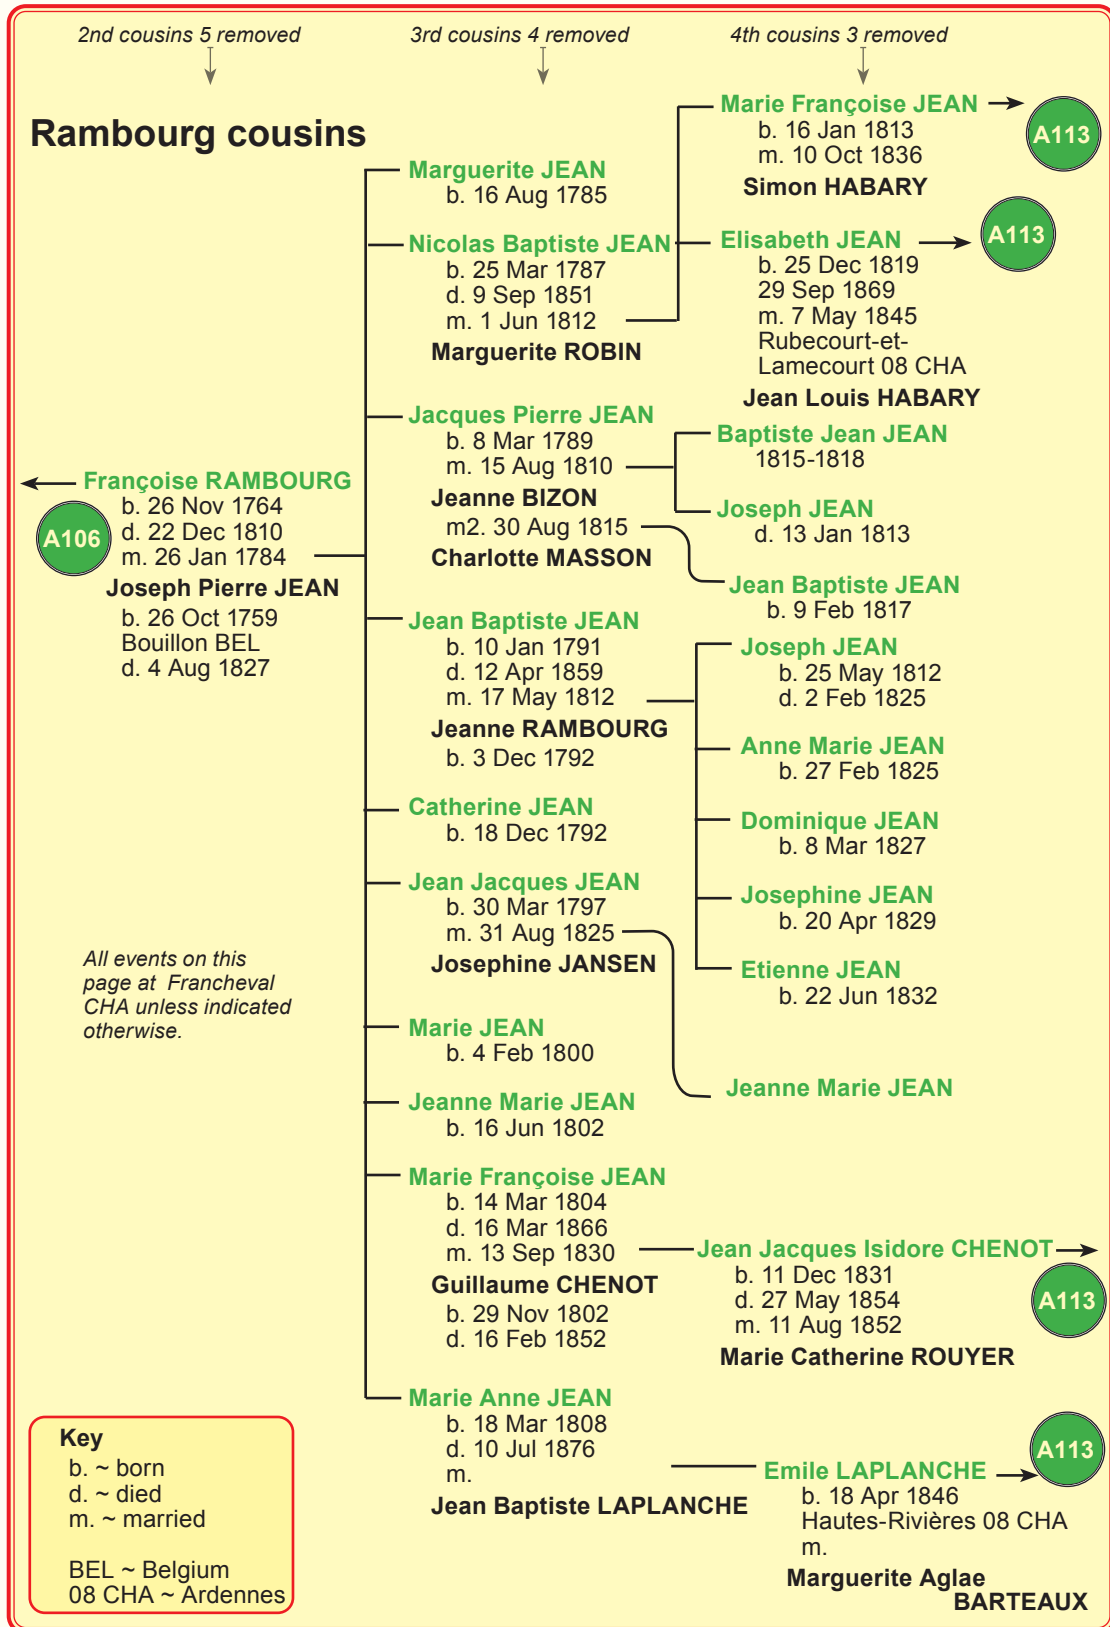 2nd cousins 5 removed
3rd cousins 4 removed
4th cousins 3 removed
Rambourg cousins
Françoise RAMBOURG
b. 26 Nov 1764
d. 22 Dec 1810
m. 26 Jan 1784
A106
Joseph Pierre JEAN
b. 26 Oct 1759
Bouillon BEL
d. 4 Aug 1827
All events on this
page at Francheval
CHA unless indicated
otherwise.
Marguerite JEAN
b. 16 Aug 1785
Nicolas Baptiste JEAN
b. 25 Mar 1787
d. 9 Sep 1851
m. 1 Jun 1812
Marguerite ROBIN
Jacques Pierre JEAN
b. 8 Mar 1789
m. 15 Aug 1810
Jeanne BIZON
m2. 30 Aug 1815
Charlotte MASSON
Jean Baptiste JEAN
b. 10 Jan 1791
d. 12 Apr 1859
m. 17 May 1812
Jeanne RAMBOURG
b. 3 Dec 1792
Catherine JEAN
b. 18 Dec 1792
Jean Jacques JEAN
b. 30 Mar 1797
m. 31 Aug 1825
Josephine JANSEN
Marie JEAN
b. 4 Feb 1800
Jeanne Marie JEAN
b. 16 Jun 1802
Marie Françoise JEAN
b. 14 Mar 1804
d. 16 Mar 1866
m. 13 Sep 1830
Guillaume CHENOT
b. 29 Nov 1802
d. 16 Feb 1852
Marie Anne JEAN
b. 18 Mar 1808
d. 10 Jul 1876
m.
Jean Baptiste LAPLANCHE
Marie Françoise JEAN
b. 16 Jan 1813
m. 10 Oct 1836
Simon HABARY
A113
Elisabeth JEAN
b. 25 Dec 1819
29 Sep 1869
m. 7 May 1845
Rubecourt-et-
Lamecourt 08 CHA
Jean Louis HABARY
A113
Baptiste Jean JEAN
1815-1818
Joseph JEAN
d. 13 Jan 1813
Jean Baptiste JEAN
b. 9 Feb 1817
Joseph JEAN
b. 25 May 1812
d. 2 Feb 1825
Anne Marie JEAN
b. 27 Feb 1825
Dominique JEAN
b. 8 Mar 1827
Josephine JEAN
b. 20 Apr 1829
Etienne JEAN
b. 22 Jun 1832
Jeanne Marie JEAN
Jean Jacques Isidore CHENOT
b. 11 Dec 1831
d. 27 May 1854
m. 11 Aug 1852
Marie Catherine ROUYER
A113
Emile LAPLANCHE
b. 18 Apr 1846
Hautes-Rivières 08 CHA
m.
Marguerite Aglae
BARTEAUX
A113
Key
b. ~ born
d. ~ died
m. ~ married
BEL ~ Belgium
08 CHA ~ Ardennes